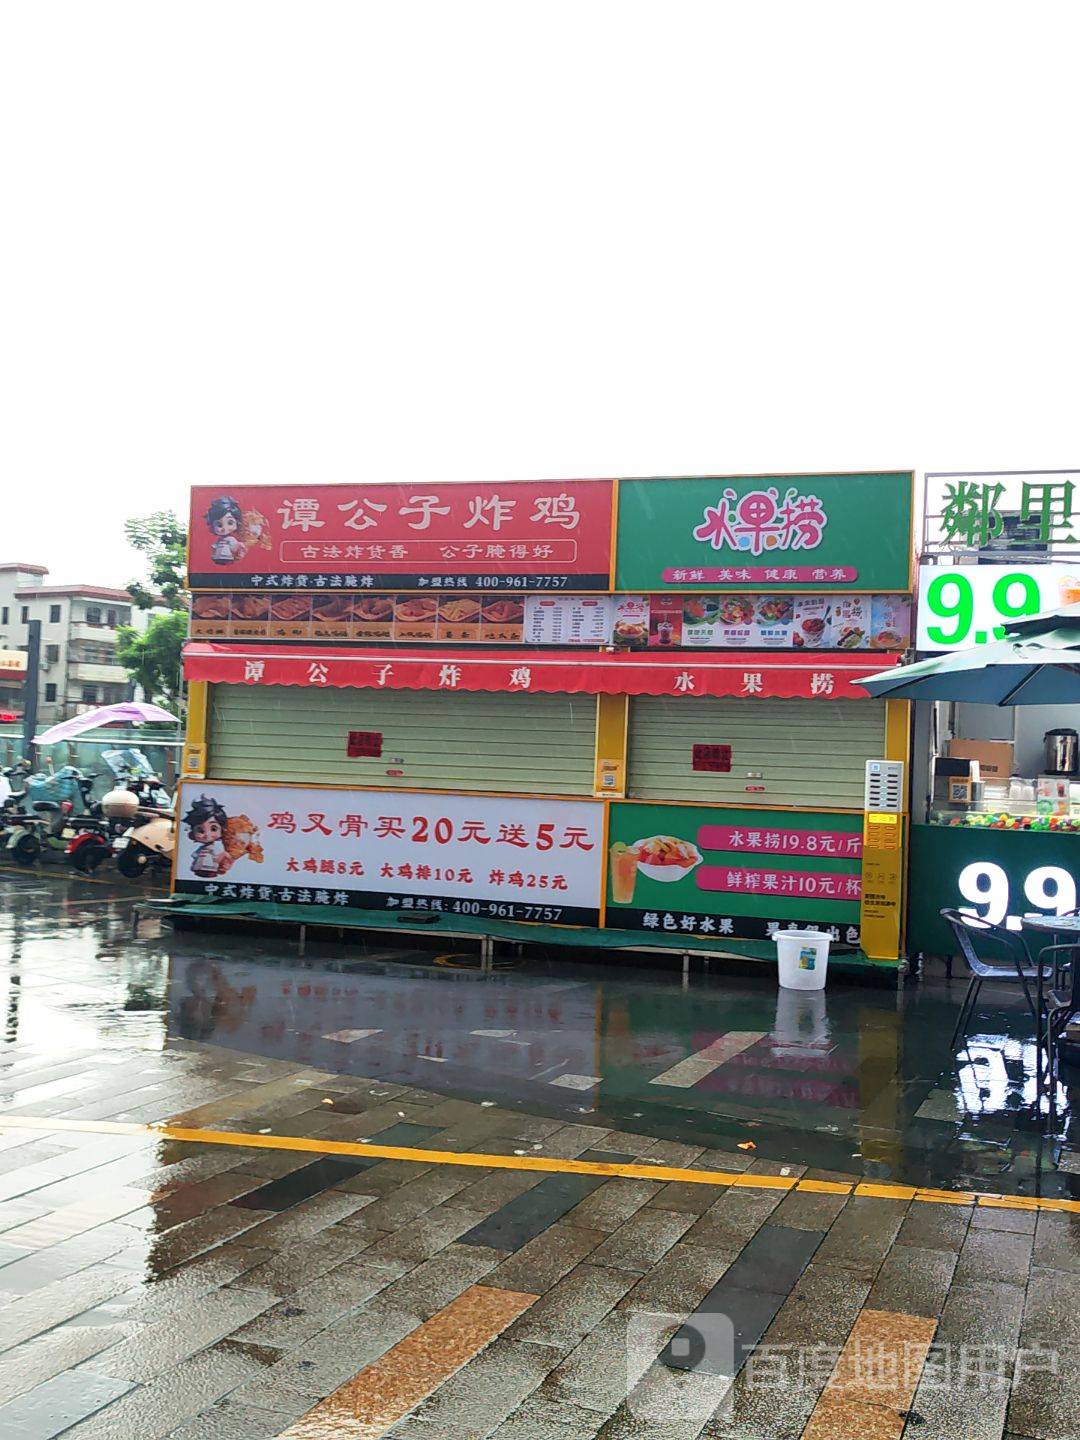 谭公子炸鸡
古法炸货香 公子腌得好
中式炸货·古法腌炸 加盟热线 400-961-7757
水果捞
新鲜 美味 健康 营养
鄰里
9.9
谭公子炸鸡
水果捞
鸡叉骨买20元送5元
大鸡腿8元 大鸡排10元 炸鸡25元
中式炸货·古法腌炸 加盟热线:400-961-7757
水果捞19.8元/斤
鲜榨果汁10元/杯
绿色好水果
9.9
百度地图用户